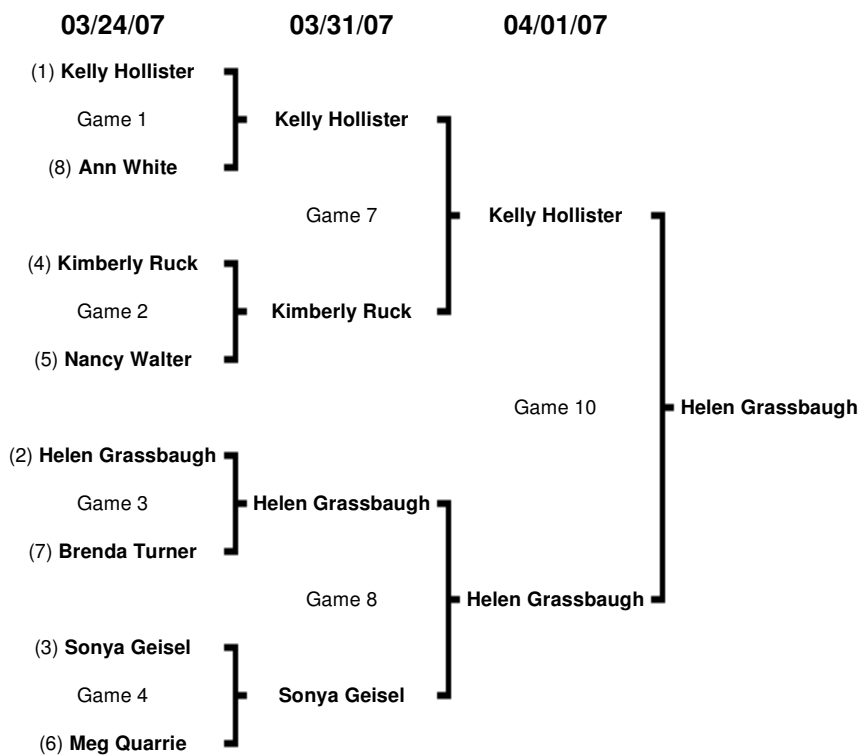 03/24/07 03/31/07 04/01/07
(1) Kelly Hollister
Game 1 Kelly Hollister
(8) Ann White
Game 7 Kelly Hollister
(4) Kimberly Ruck
Game 2 Kimberly Ruck
(5) Nancy Walter
Game 10 Helen Grassbaugh
(2) Helen Grassbaugh
Game 3 Helen Grassbaugh
(7) Brenda Turner
Game 8 Helen Grassbaugh
(3) Sonya Geisel
Game 4 Sonya Geisel
(6) Meg Quarrie